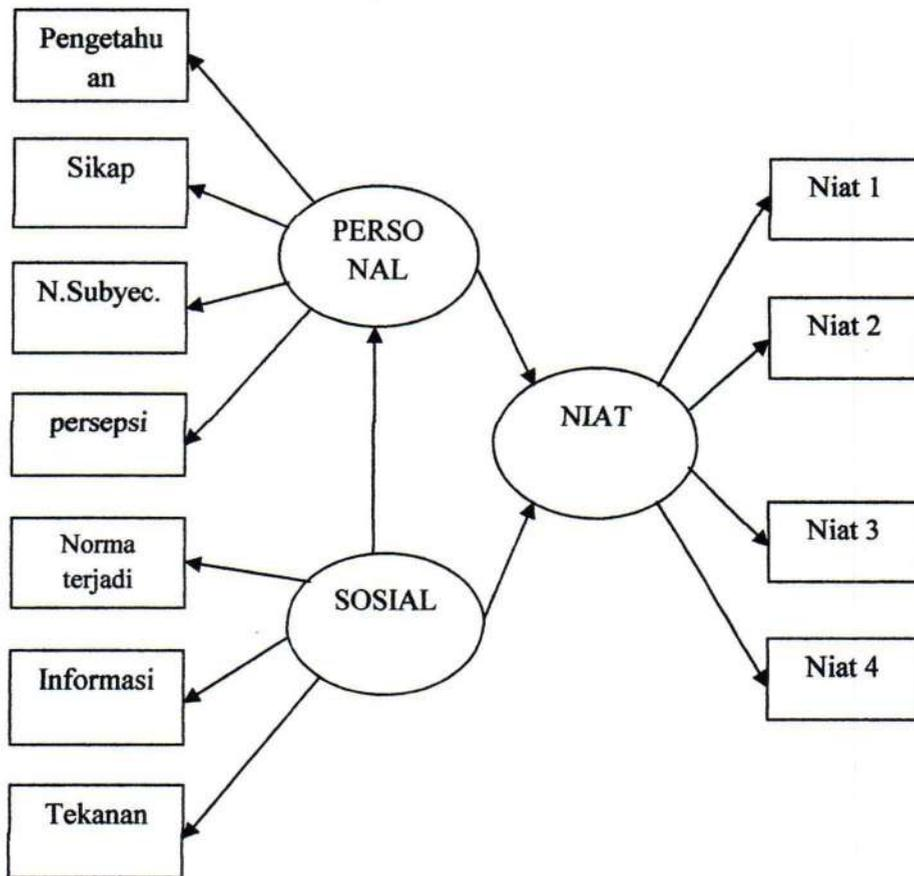 Pengetahu
an
Sikap
N.Subyec.
persepsi
Norma
terjadi
Informasi
Tekanan
PERSO
NAL
SOSIAL
NIAT
Niat 1
Niat 2
Niat 3
Niat 4